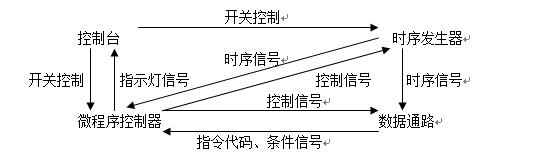 开关控制
控制台
时序发生器
时序信号
开关控制
指示灯信号
控制信号
时序信号
控制信号
微程序控制器
数据通路
指令代码、条件信号